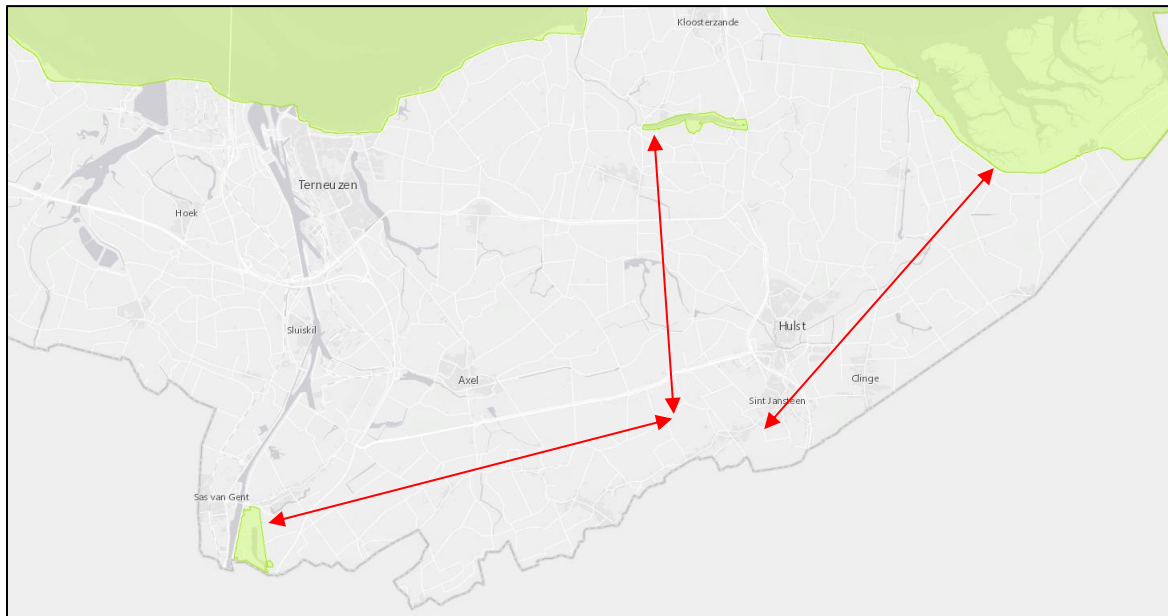 Kloosterzande
Terneuzen
Hoek
Sluiskil
Hulst
Axel
Clinge
Sint Jansteen
Sas van Gent